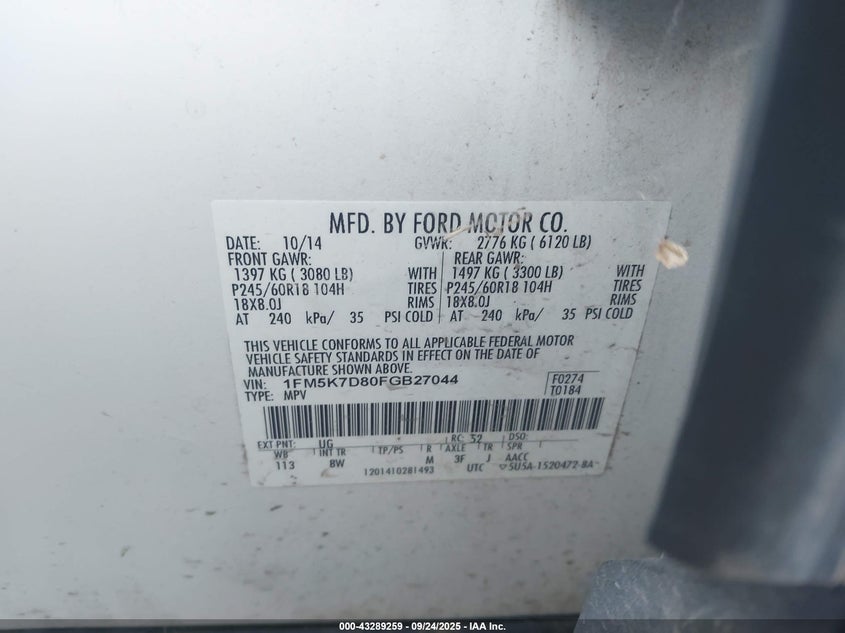 MFD. BY FORD MOTOR CO.
DATE: 10/14 GVWR: 2776 KG ( 6120 LB)
FRONT GAWR: REAR GAWR:
1397 KG ( 3080 LB) WITH 1497 KG ( 3300 LB) WITH
P245/60R18 104H TIRES P245/60R18 104H TIRES
18X8.0J RIMS 18X8.0J RIMS
AT 240 kPa/ 35 PSI COLD AT 240 kPa/ 35 PSI COLD
THIS VEHICLE CONFORMS TO ALL APPLICABLE FEDERAL MOTOR
VEHICLE SAFETY STANDARDS IN EFFECT ON THE DATE OF
MANUFACTURE SHOWN ABOVE.
VIN: 1FM5K7D80FGB27044 F0274
TYPE: MPV T0184
EXT PNT: UG RC: 52 DSO:
WB INT TR TP/PS R AXLE TR SPR
113 BW M 3F J AACC
1201410281493 UTC 5U5A-1520472-BA
000-43289259 - 09/24/2025 - IAA Inc.